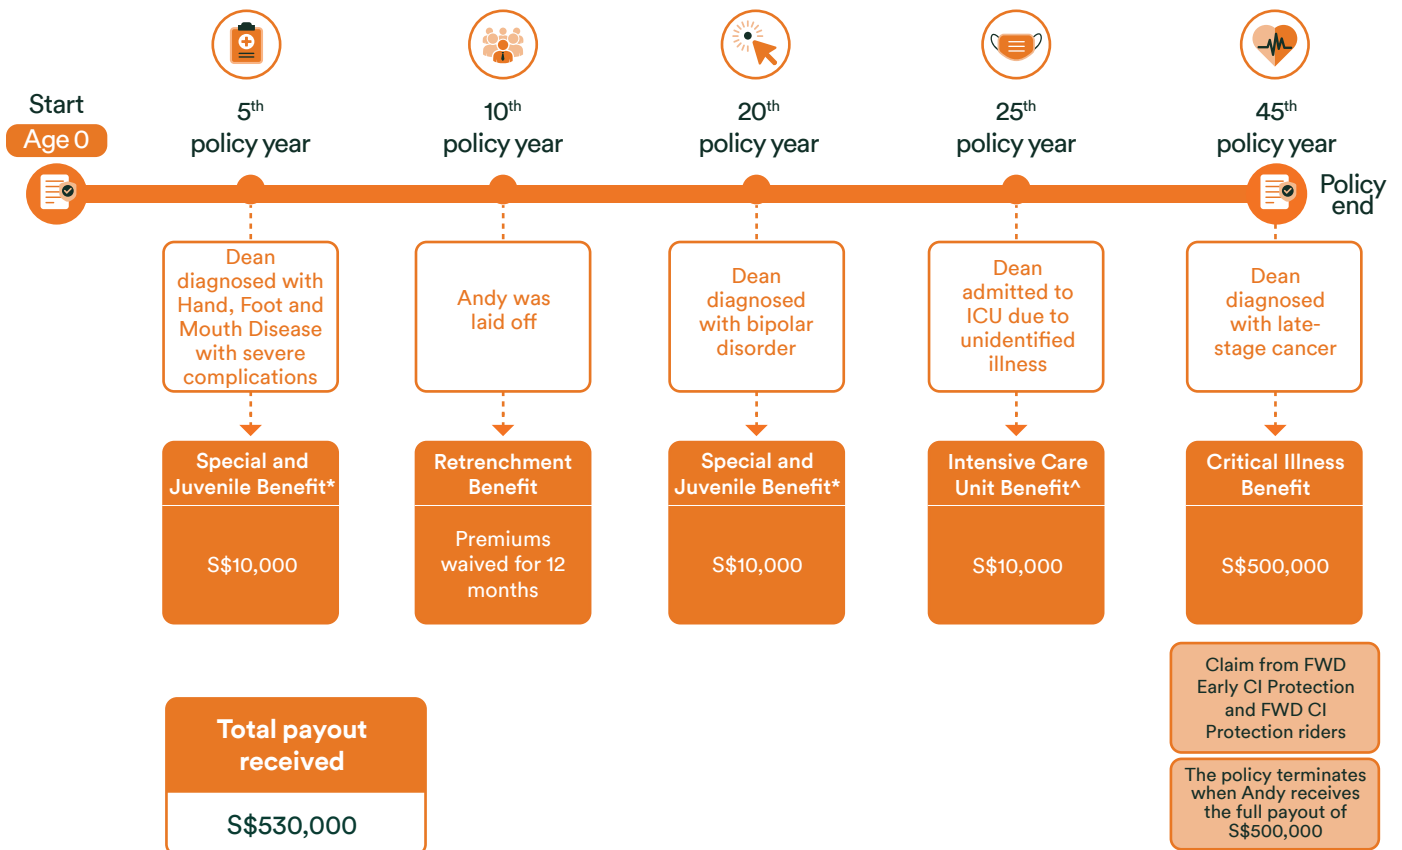 Start
Age 0
5th
policy year
10th
policy year
20th
policy year
25th
policy year
45th
policy year
Policy
end
Dean
diagnosed with
Hand, Foot and
Mouth Disease
with severe
complications
Andy was
laid off
Dean
diagnosed
with bipolar
disorder
Dean
admitted to
ICU due to
unidentified
illness
Dean
diagnosed
with late-
stage cancer
Special and
Juvenile Benefit*
S$10,000
Retrenchment
Benefit
Premiums
waived for 12
months
Special and
Juvenile Benefit*
S$10,000
Intensive Care
Unit Benefit^
S$10,000
Critical Illness
Benefit
S$500,000
Claim from FWD
Early CI Protection
and FWD CI
Protection riders
The policy terminates
when Andy receives
the full payout of
S$500,000
Total payout
received
S$530,000